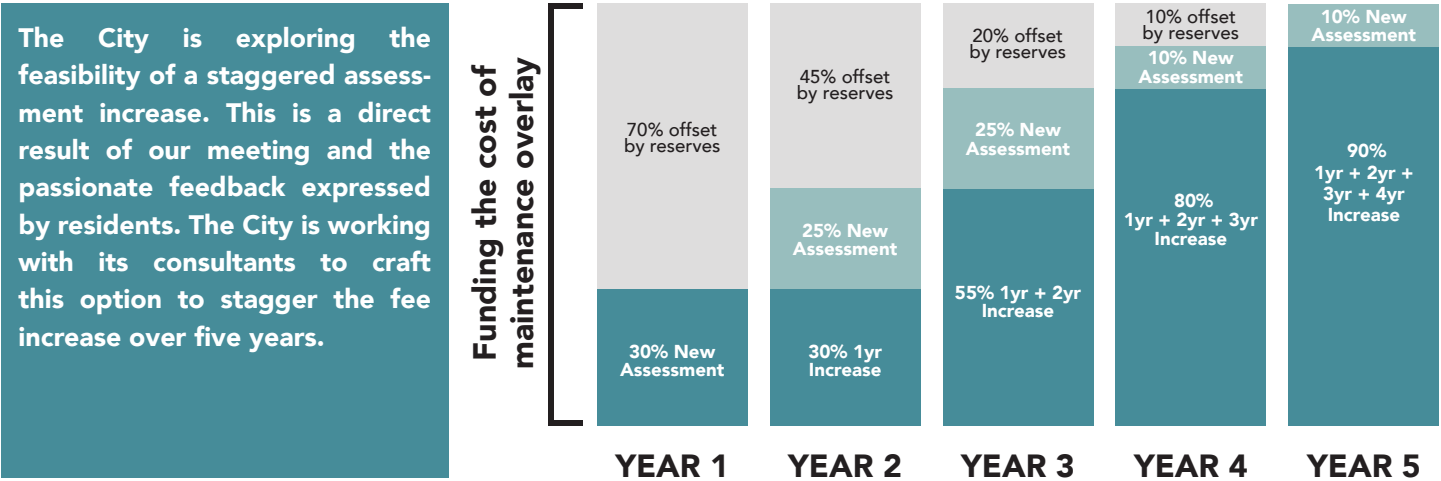 The City is exploring the
feasibility of a staggered assess-
ment increase. This is a direct
result of our meeting and the
passionate feedback expressed
by residents. The City is working
with its consultants to craft
this option to stagger the fee
increase over five years.
Funding the cost of
maintenance overlay
70% offset
by reserves
30% New
Assessment
YEAR 1
45% offset
by reserves
25% New
Assessment
30% 1yr
Increase
YEAR 2
20% offset
by reserves
25% New
Assessment
55% 1yr + 2yr
Increase
YEAR 3
10% offset
by reserves
10% New
Assessment
80%
1yr + 2yr + 3yr
Increase
YEAR 4
10% New
Assessment
90%
1yr + 2yr +
3yr + 4yr
Increase
YEAR 5